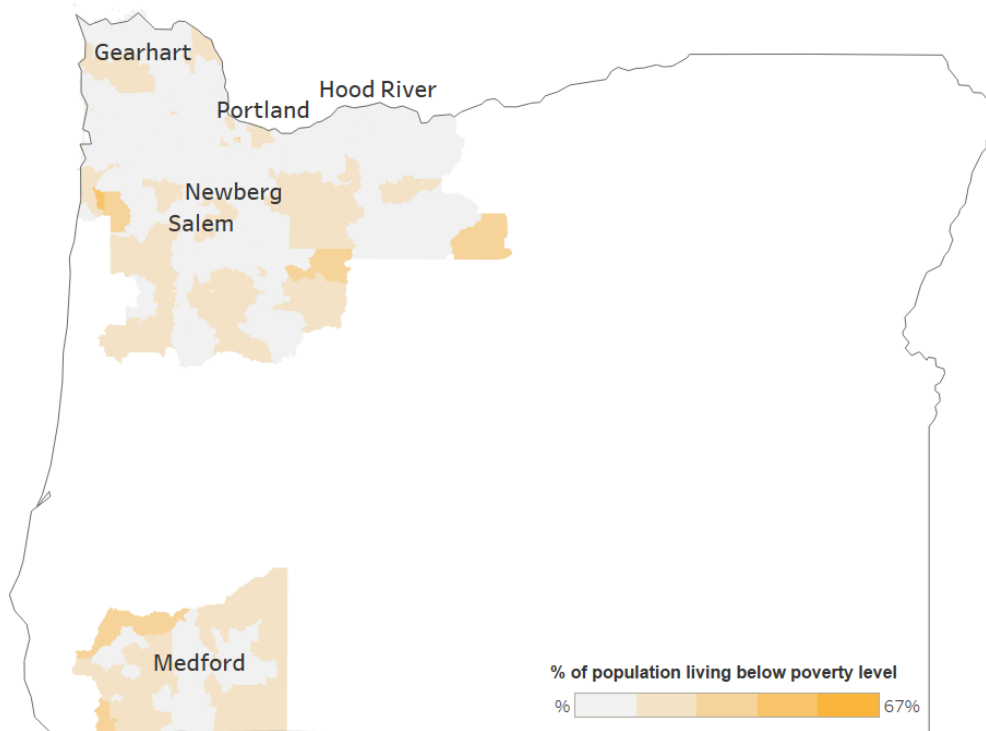 Gearhart
Hood River
Portland
Newberg
Salem
Medford
% of population living below poverty level
% 67%